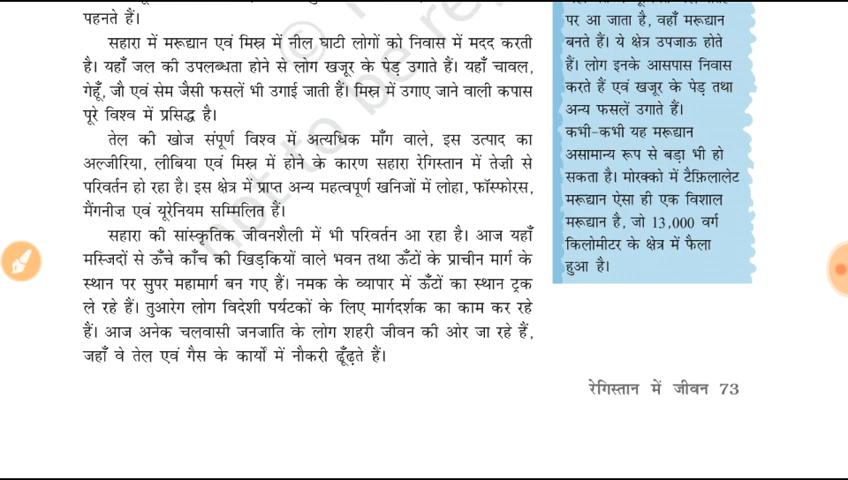 पहनते हैं।
सहारा में मरूद्यान एवं मिस्र में नील घाटी लोगों को निवास में मदद करती
है। यहाँ जल की उपलब्धता होने से लोग खजूर के पेड़ उगाते हैं। यहाँ चावल,
गेहूँ, जौ एवं सेम जैसी फसलें भी उगाई जाती हैं। मिस्र में उगाए जाने वाली कपास
पूरे विश्व में प्रसिद्ध है।
तेल की खोज संपूर्ण विश्व में अत्यधिक माँग वाले, इस उत्पाद का
अल्जीरिया, लीबिया एवं मिस्र में होने के कारण सहारा रेगिस्तान में तेज़ी से
परिवर्तन हो रहा है। इस क्षेत्र में प्राप्त अन्य महत्वपूर्ण खनिजों में लोहा, फॉस्फोरस,
मैंगनीज़ एवं यूरेनियम सम्मिलित हैं।
सहारा की सांस्कृतिक जीवनशैली में भी परिवर्तन आ रहा है। आज यहाँ
मस्जिदों से ऊँचे काँच की खिड़कियों वाले भवन तथा ऊँटों के प्राचीन मार्ग के
स्थान पर सुपर महामार्ग बन गए हैं। नमक के व्यापार में ऊँटों का स्थान ट्रक
ले रहे हैं। तुआरेग लोग विदेशी पर्यटकों के लिए मार्गदर्शक का काम कर रहे
हैं। आज अनेक चलवासी जनजाति के लोग शहरी जीवन की ओर जा रहे हैं,
जहाँ वे तेल एवं गैस के कार्यों में नौकरी ढूँढ़ते हैं।
पर आ जाता है, वहाँ मरूद्यान
बनते हैं। ये क्षेत्र उपजाऊ होते
हैं। लोग इनके आसपास निवास
करते हैं एवं खजूर के पेड़ तथा
अन्य फसलें उगाते हैं।
कभी-कभी यह मरूद्यान
असामान्य रूप से बड़ा भी हो
सकता है। मोरक्को में टैफ़िलालेट
मरूद्यान ऐसा ही एक विशाल
मरूद्यान है, जो 13,000 वर्ग
किलोमीटर के क्षेत्र में फैला
हुआ है।
रेगिस्तान में जीवन 73
© 
not to be re